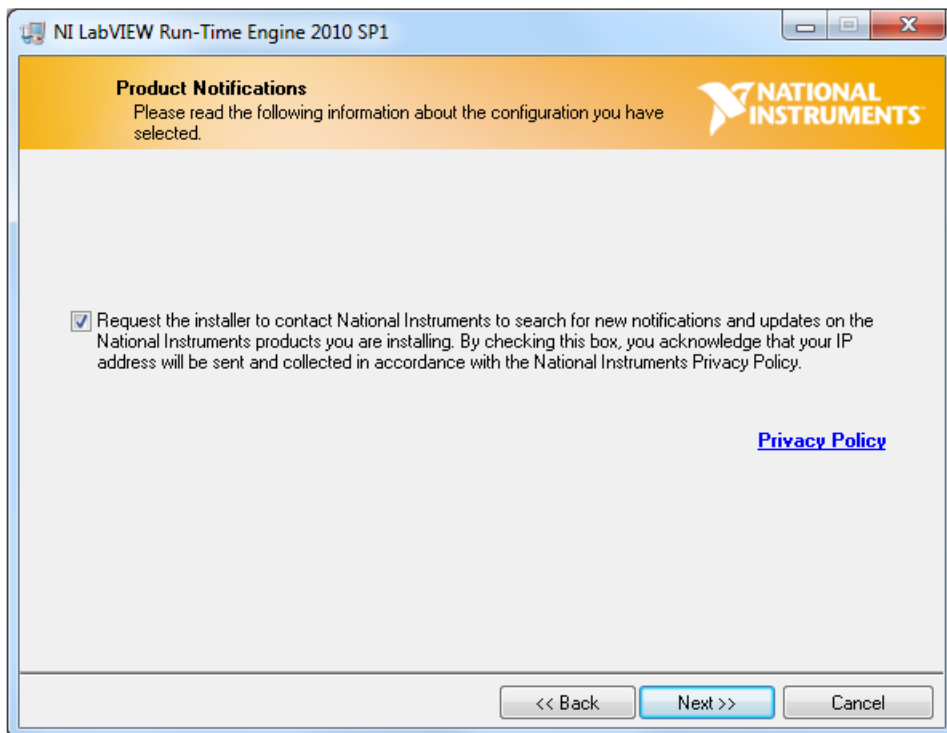 NI LabVIEW Run-Time Engine 2010 SP1
Product Notifications
Please read the following information about the configuration you have
selected.
NATIONAL
INSTRUMENTS
Request the installer to contact National Instruments to search for new notifications and updates on the
National Instruments products you are installing. By checking this box, you acknowledge that your IP
address will be sent and collected in accordance with the National Instruments Privacy Policy.
Privacy Policy
<< Back
Next >>
Cancel